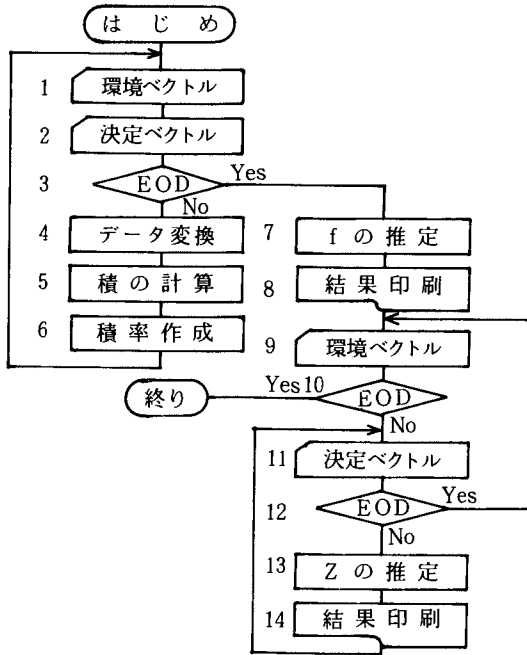 はじめ
1 環境ベクトル
2 決定ベクトル
3 EOD Yes
No
4 データ変換
5 積の計算
6 積率作成
7 fの推定
8 結果印刷
9 環境ベクトル
終り Yes 10 EOD
No
11 決定ベクトル
12 EOD Yes
No
13 Zの推定
14 結果印刷